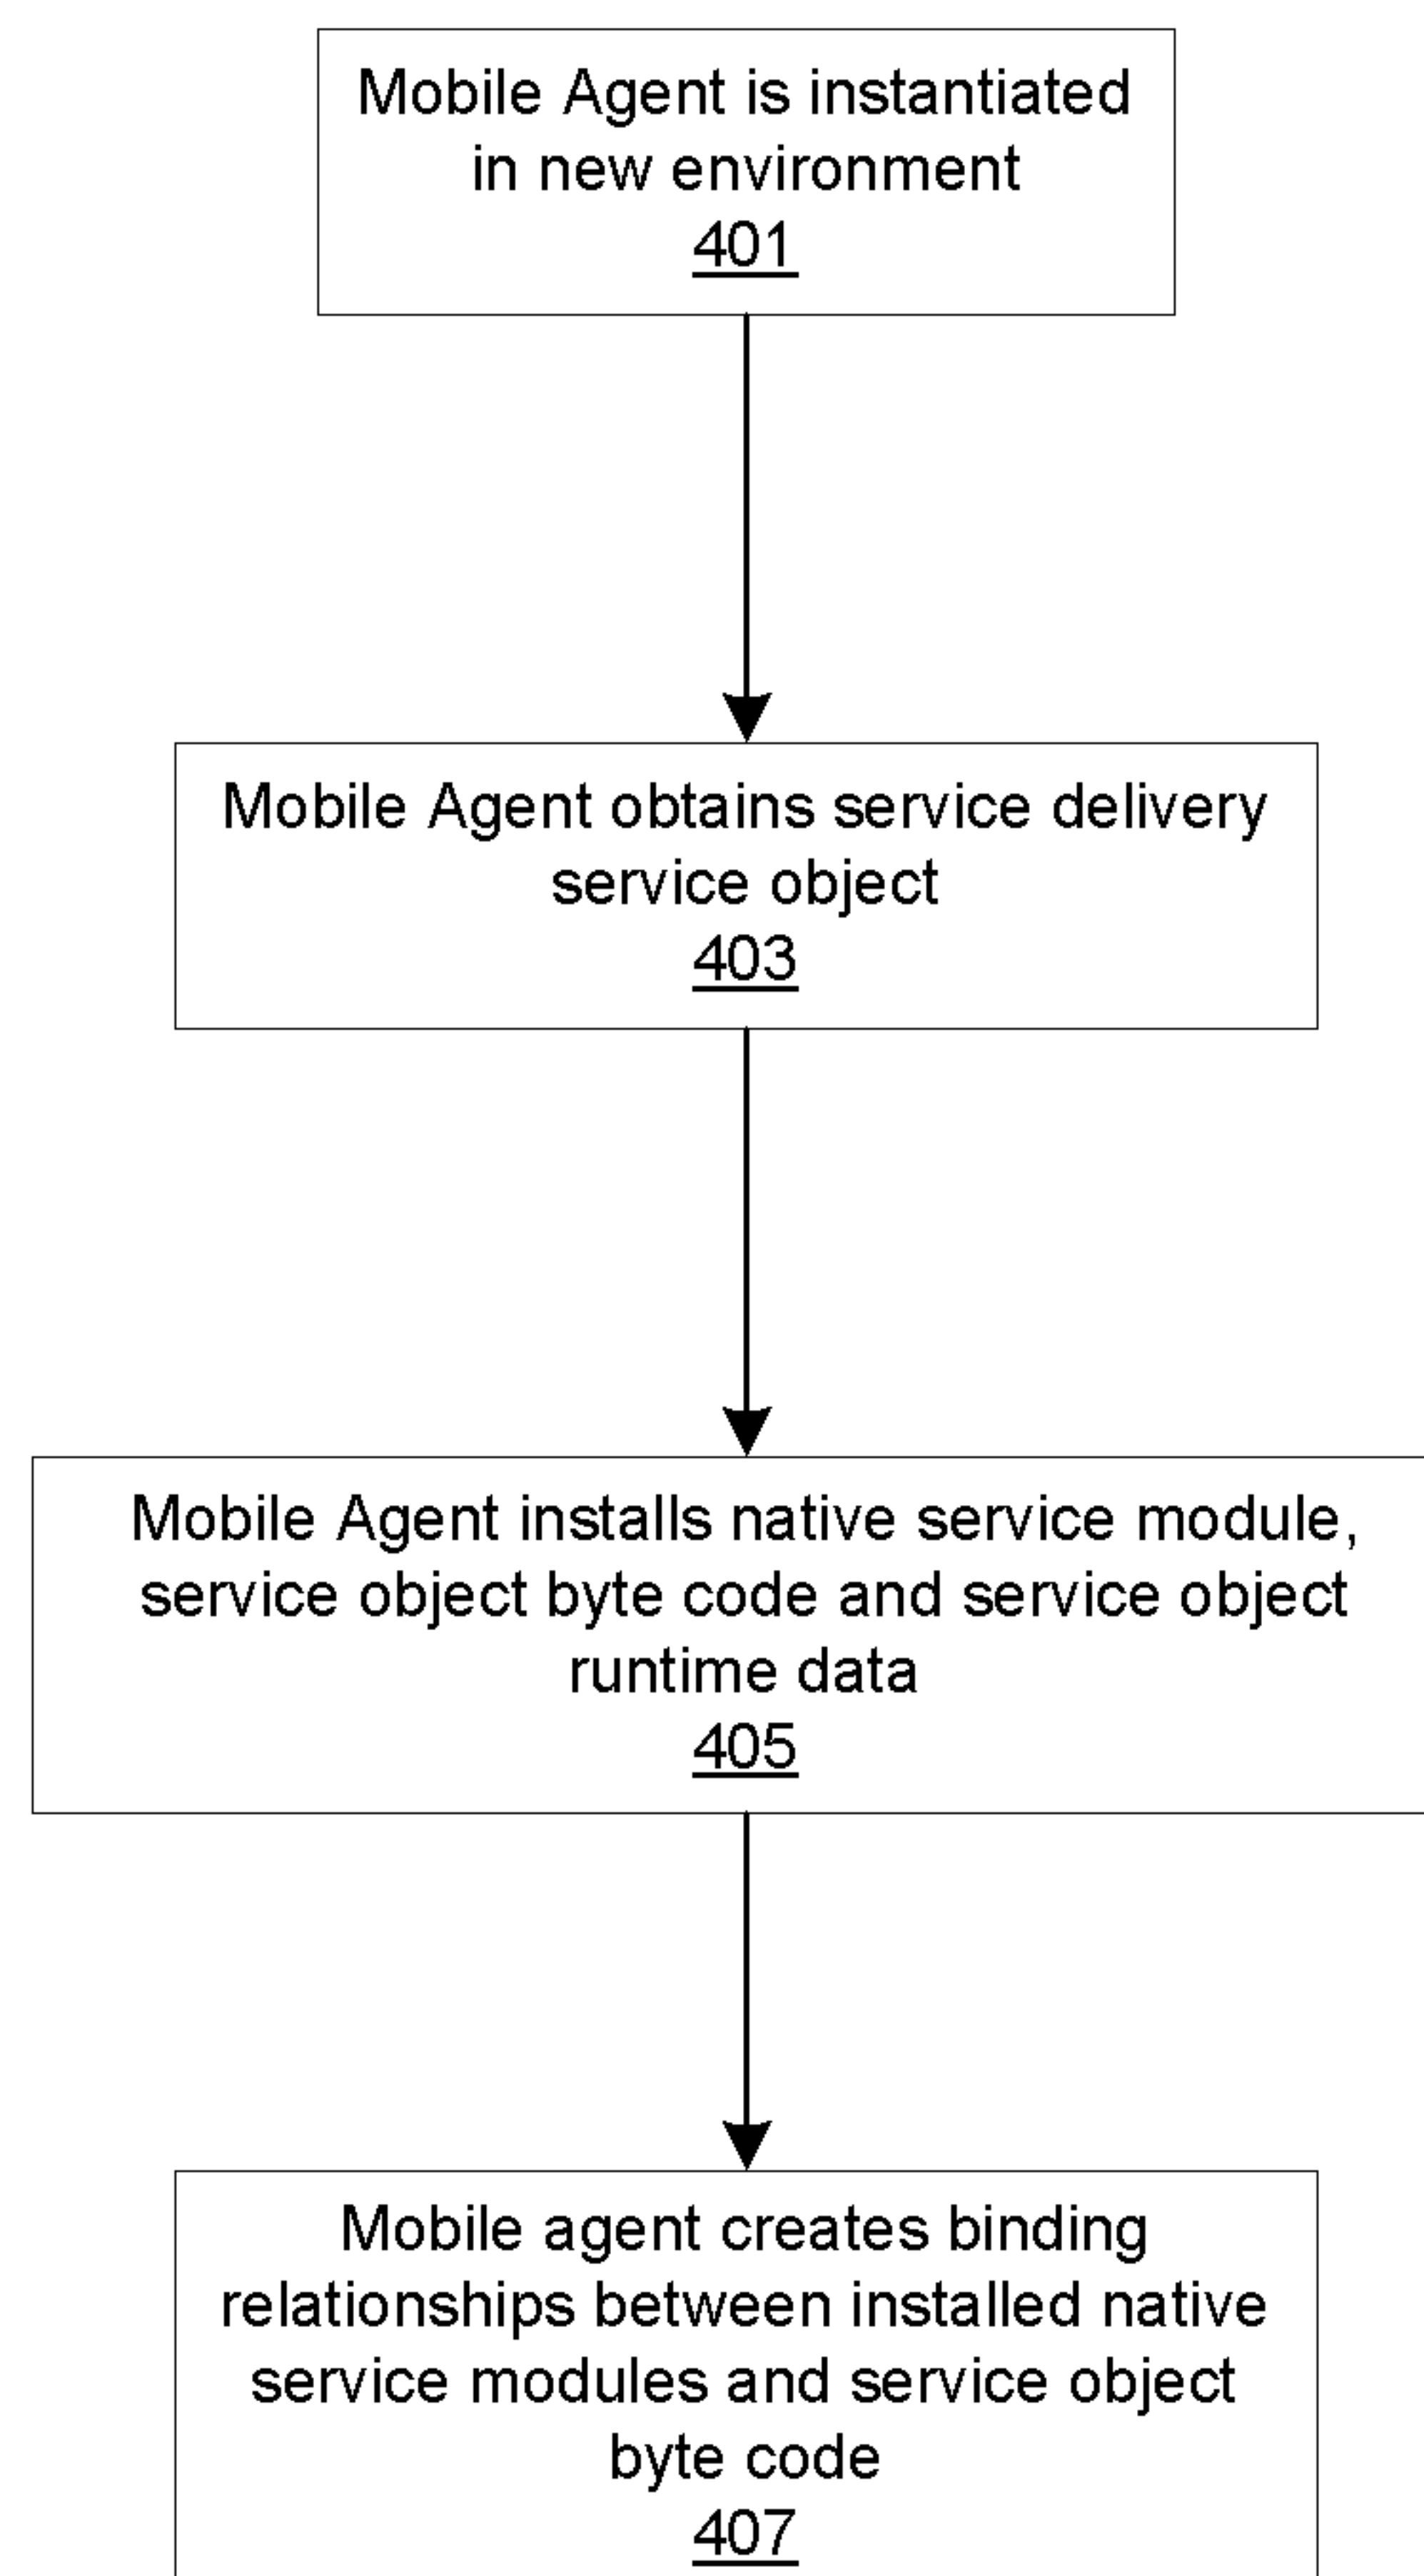 Mobile Agent is instantiated
in new environment
401
Mobile Agent obtains service delivery
service object
403
Mobile Agent installs native service module,
service object byte code and service object
runtime data
405
Mobile agent creates binding
relationships between installed native
service modules and service object
byte code
407